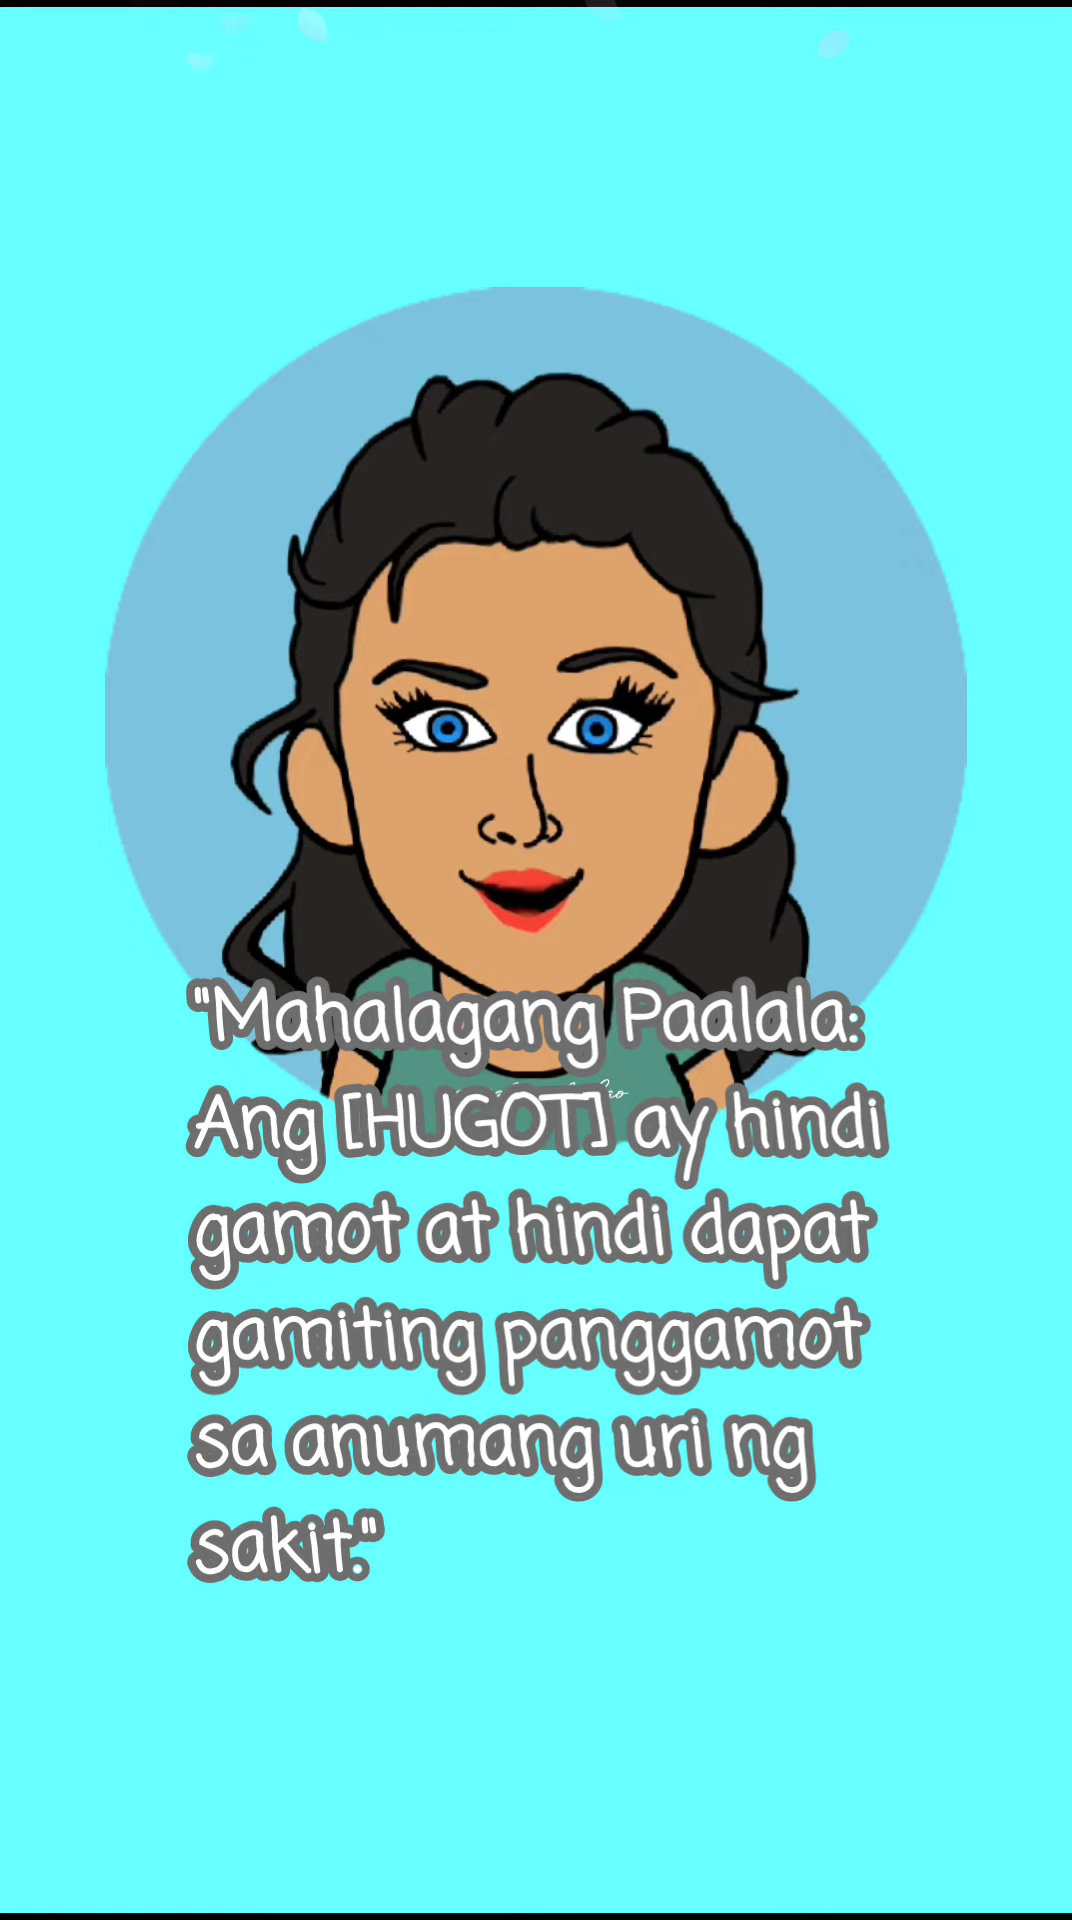 "Mahalagang Paalala:
Ang [HUGOT] ay hindi
gamot at hindi dapat
gamiting panggamot
sa anumang uri ng
sakit."